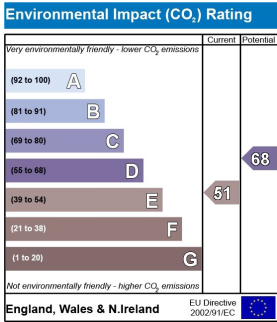 Environmental Impact (CO₂) Rating
Current Potential
Very environmentally friendly - lower CO₂ emissions
(92 to 100) A
(81 to 91) B
(69 to 80) C
(55 to 68) D
68
(39 to 54) E
51
(21 to 38) F
(1 to 20) G
Not environmentally friendly - higher CO₂ emissions
England, Wales & N.Ireland
EU Directive
2002/91/EC